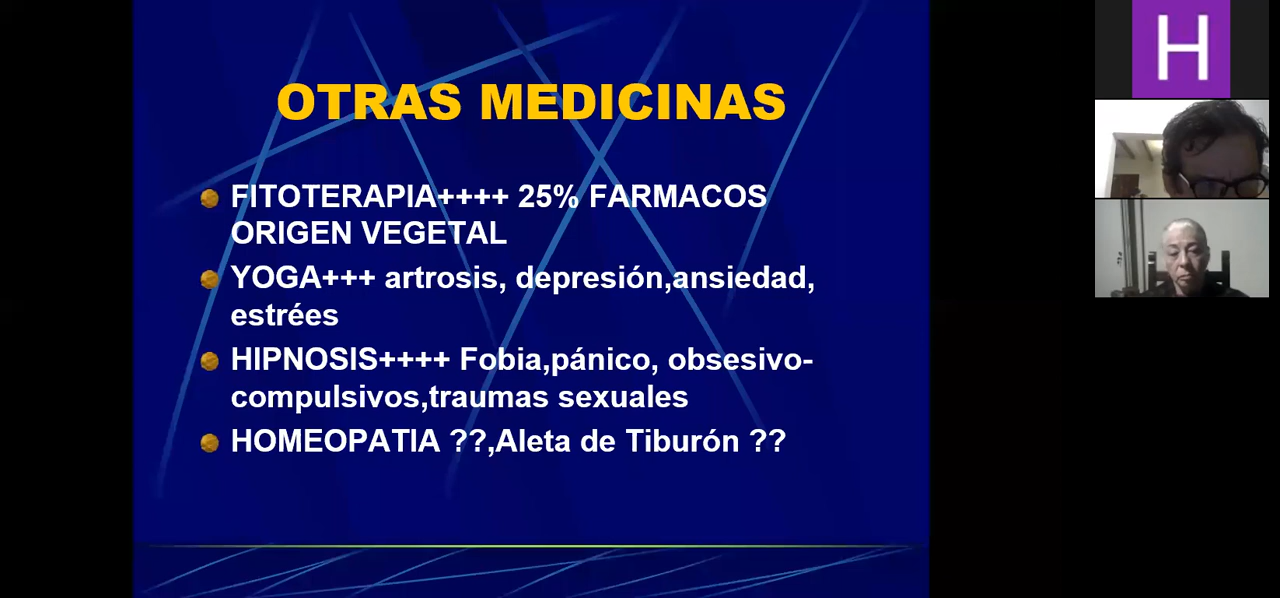 OTRAS MEDICINAS
FITOTERAPIA++++ 25% FARMACOS
ORIGEN VEGETAL
YOGA+++ artrosis, depresión,ansiedad,
estrées
HIPNOSIS++++ Fobia,pánico, obsesivo-
compulsivos,traumas sexuales
HOMEOPATIA ??,Aleta de Tiburón ??
H